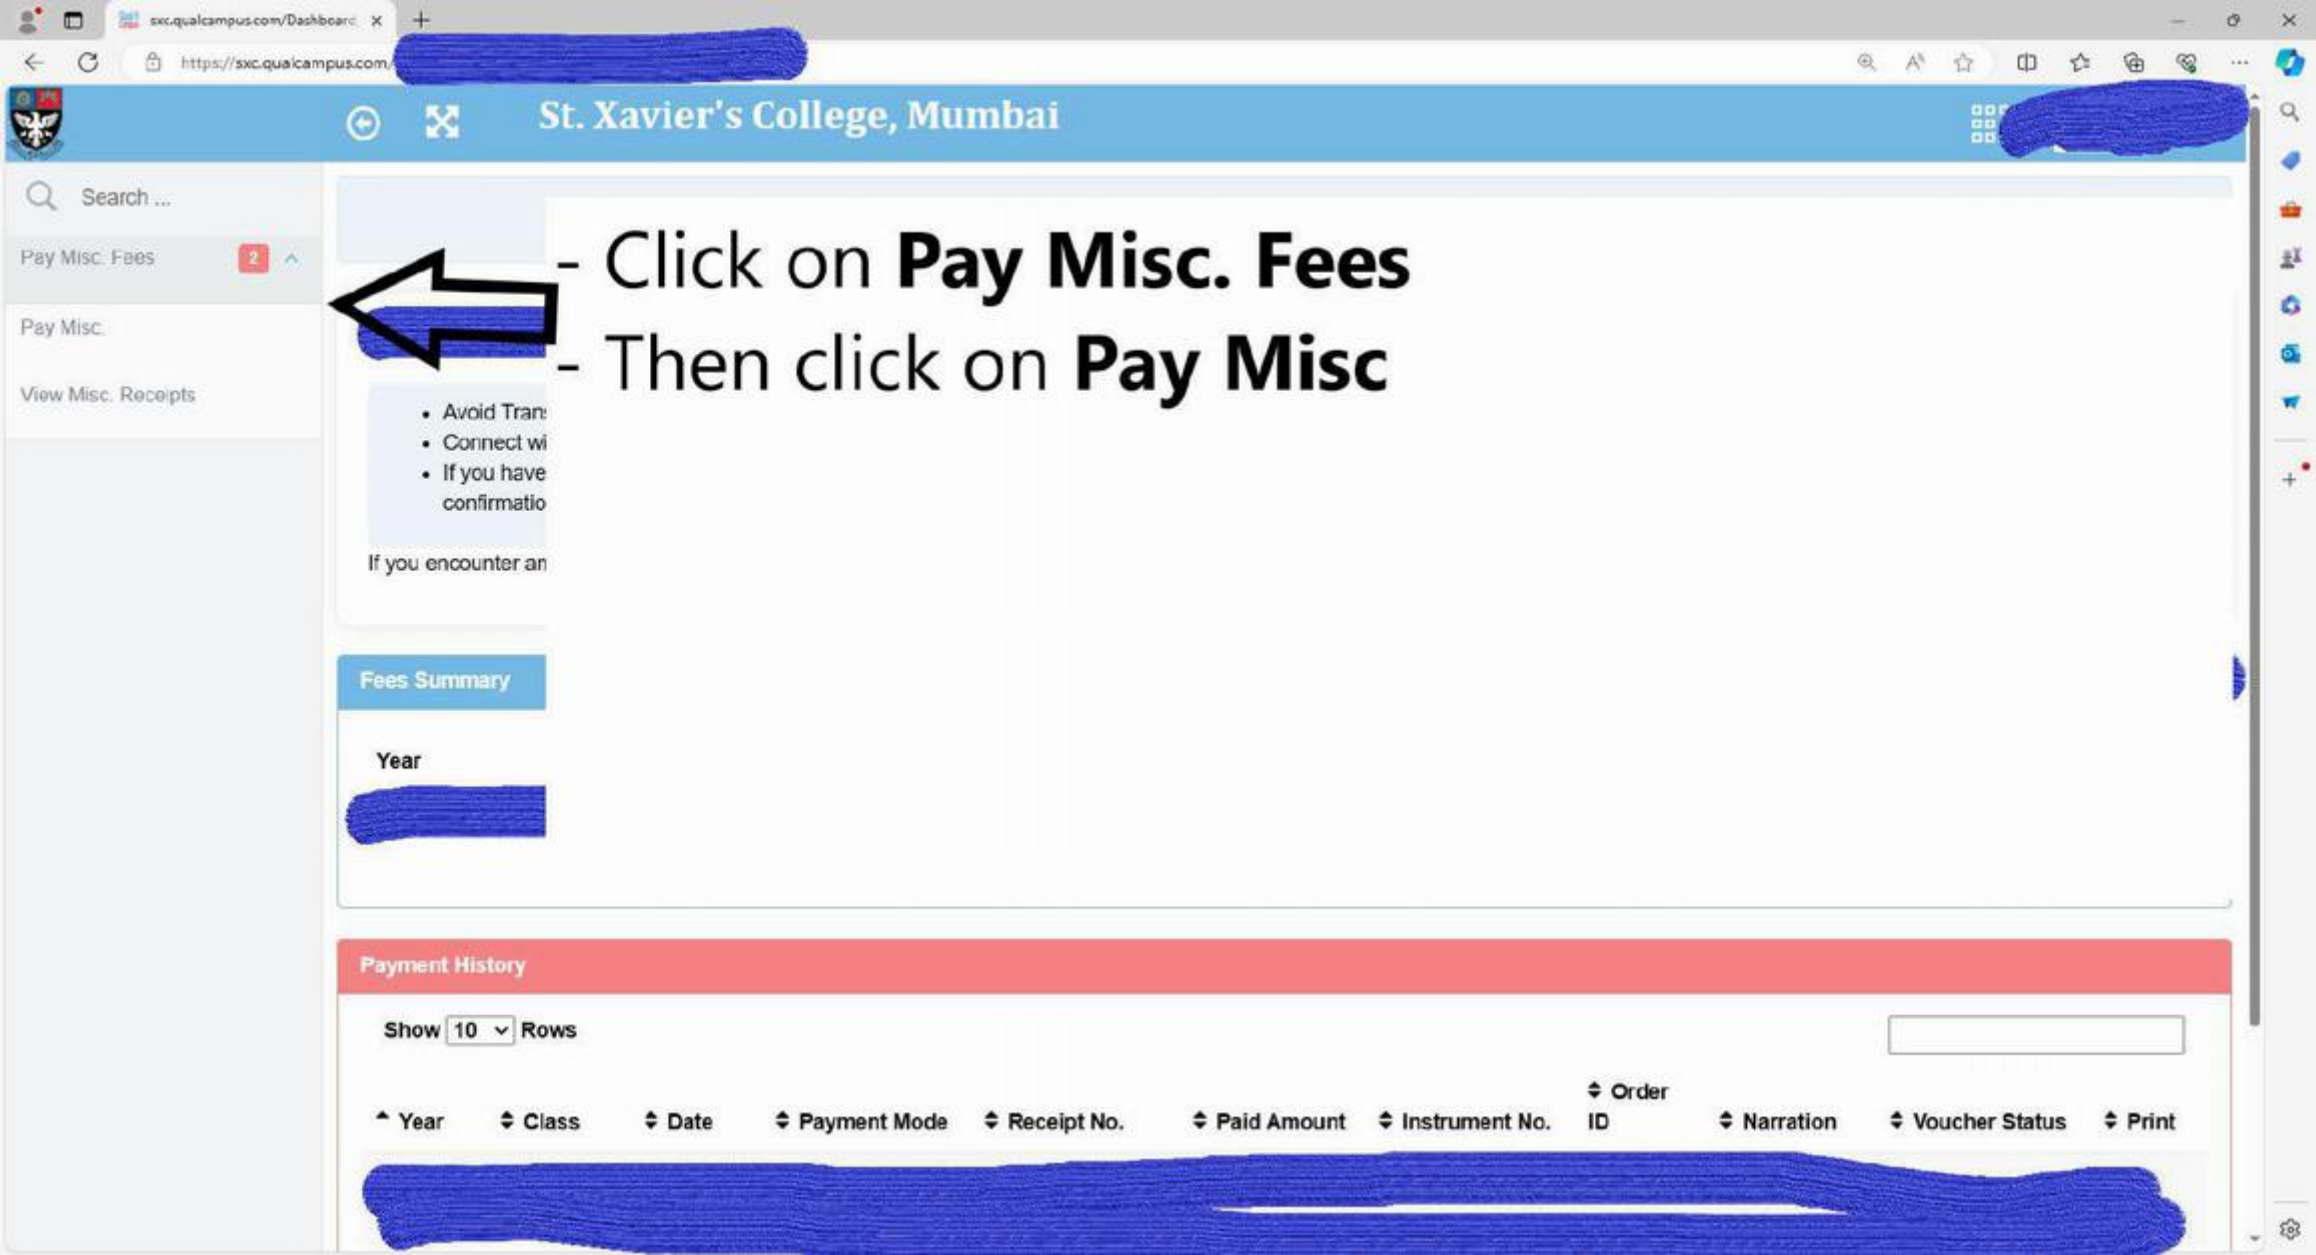 sxc.qualcampus.com/Dashboard
https://sxc.qualcampus.com/
St. Xavier's College, Mumbai
Search ...
Pay Misc. Fees 2
Pay Misc.
View Misc. Receipts
- Click on Pay Misc. Fees
- Then click on Pay Misc
• Avoid Tran
• Connect wi
• If you have
confirmatio
If you encounter an
Fees Summary
Year
Payment History
Show 10 Rows
Year Class Date Payment Mode Receipt No. Paid Amount Instrument No. Order ID Narration Voucher Status Print